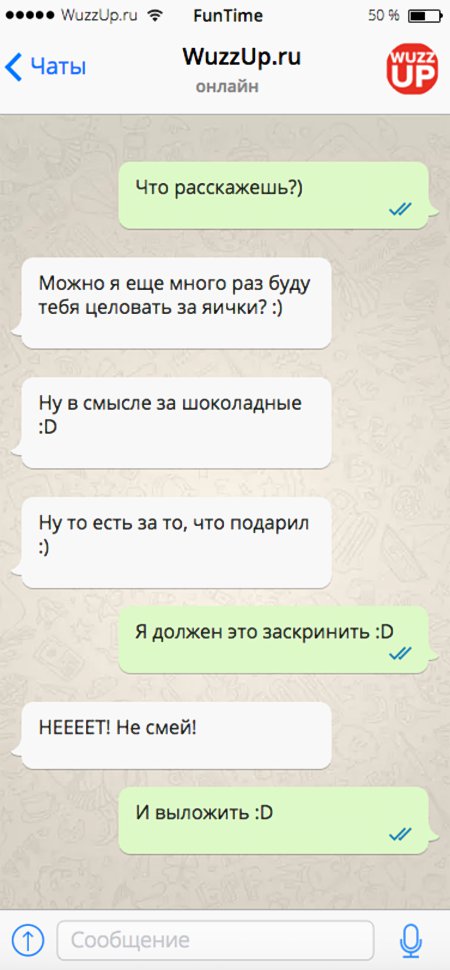 WuzzUp.ru FunTime 50 %
Чаты WuzzUp.ru WUZZ
онлайн UP
Что расскажешь?)
Можно я еще много раз буду
тебя целовать за яички? :)
Ну в смысле за шоколадные
:D
Ну то есть за то, что подарил
:)
Я должен это заскринить :D
НЕЕЕЕТ! Не смей!
И выложить :D
Сообщение